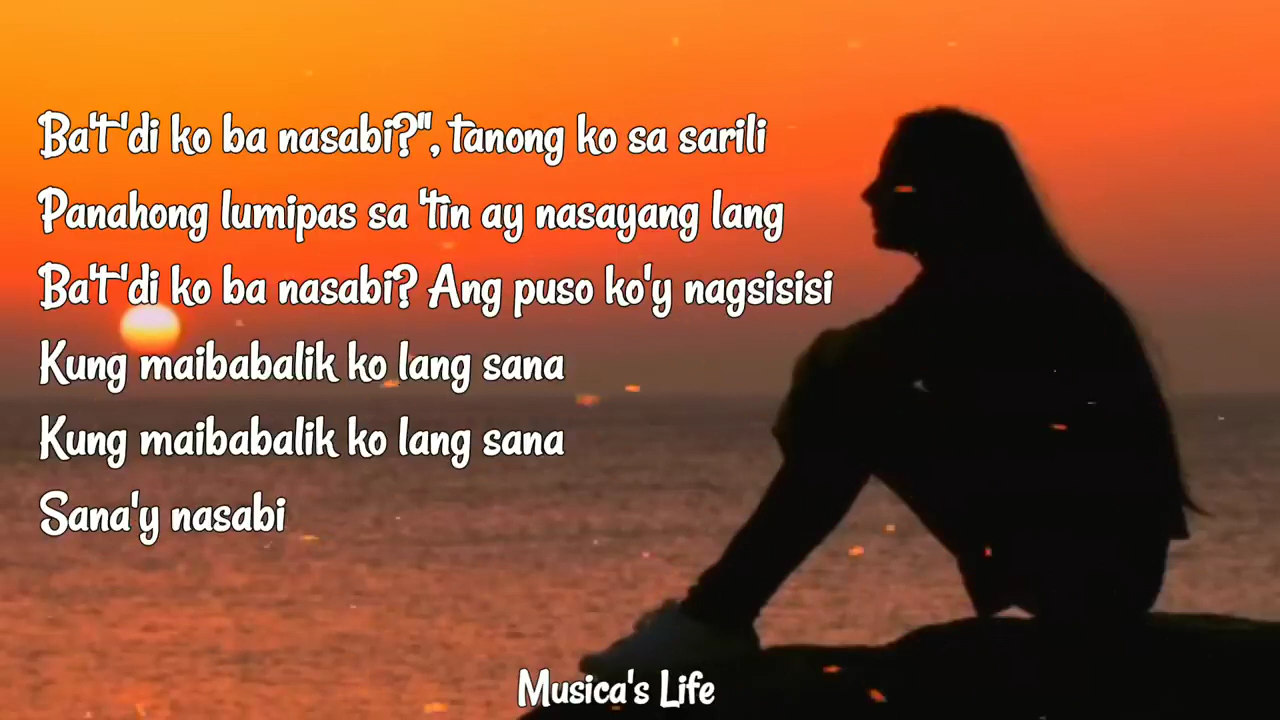 Ba't 'di ko ba nasabi?", tanong ko sa sarili
Panahong lumipas sa 'tin ay nasayang lang
Ba't 'di ko ba nasabi? Ang puso ko'y nagsisisi
Kung maibabalik ko lang sana
Kung maibabalik ko lang sana
Sana'y nasabi
Musica's Life